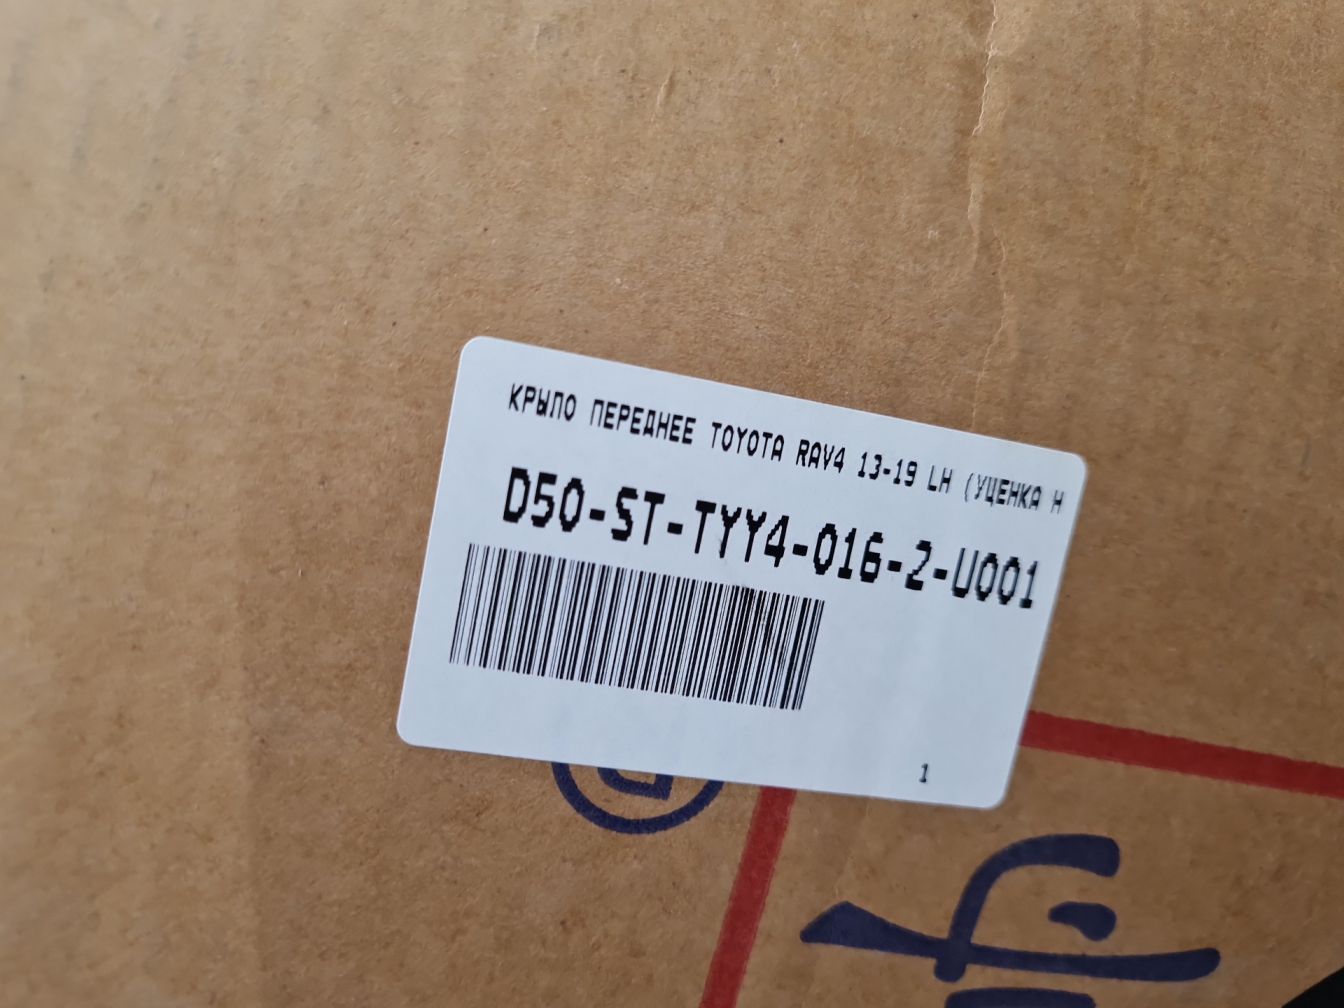 КРЫЛО ПЕРЕДНЕЕ TOYOTA RAV4 13-19 LH (УЦЕНКА Н
D50-ST-TYY4-016-2-U001
1